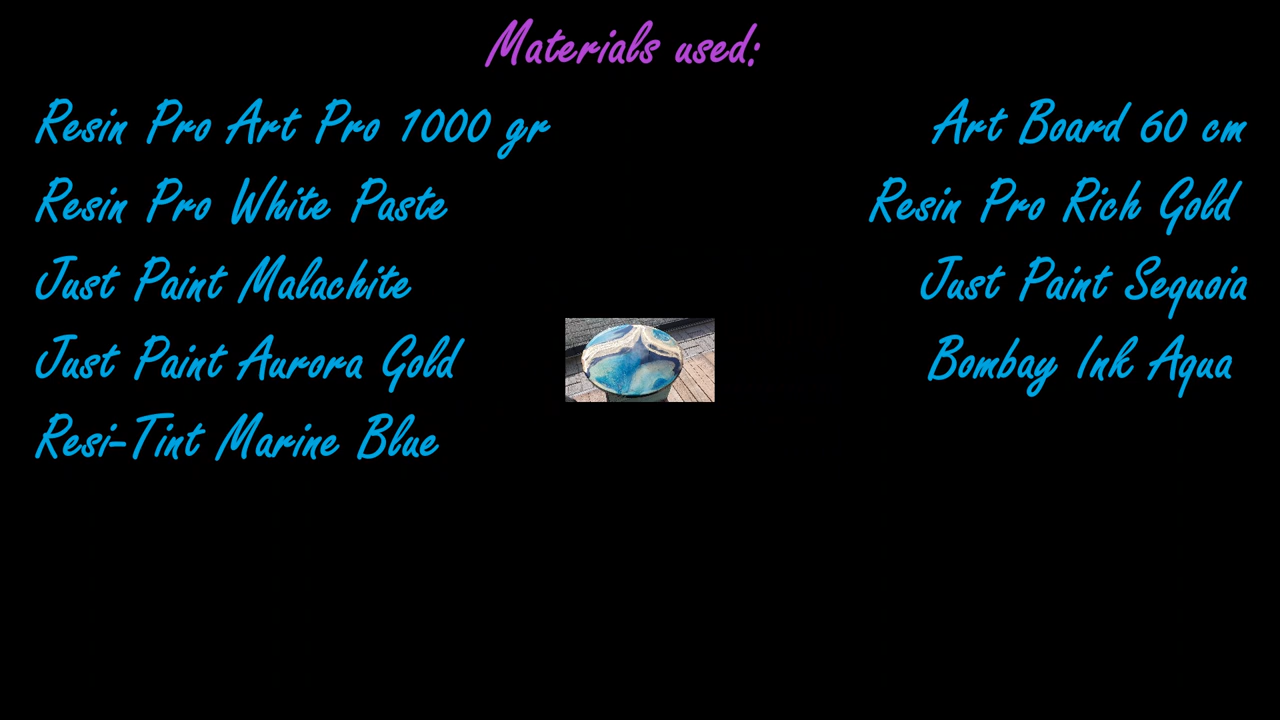 Materials used:
Resin Pro Art Pro 1000 gr
Art Board 60 cm
Resin Pro White Paste
Resin Pro Rich Gold
Just Paint Malachite
Just Paint Sequoia
Just Paint Aurora Gold
Bombay Ink Aqua
Resi-Tint Marine Blue